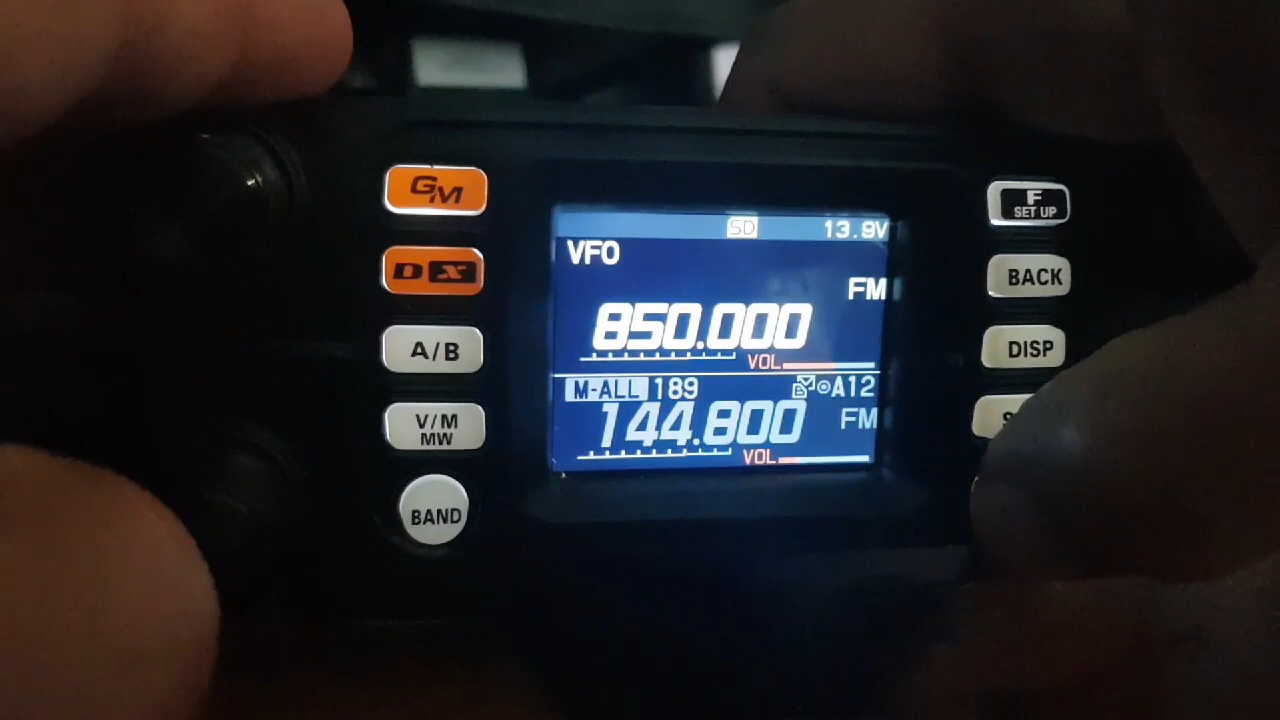 GM
DX
A/B
V/M
MW
BAND
SD 13.9V
VFO
FM
850.000
VOL
M-ALL 189 A12
144.800 FM
VOL
F
SET UP
BACK
DISP